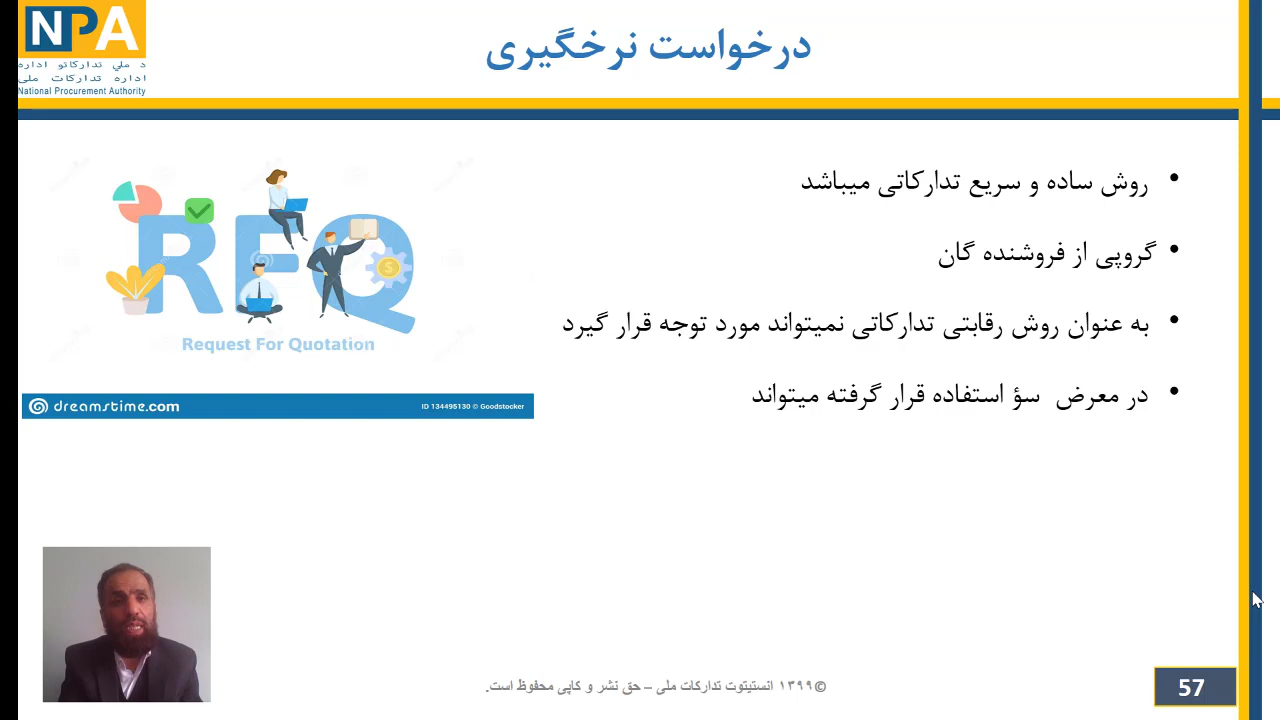 NPA
د ملي تدارکاتو اداره
اداره تدارکات ملی
National Procurement Authority
درخواست نرخگیری
• روش ساده و سریع تدارکاتی میباشد
• گروپی از فروشنده گان
• به عنوان روش رقابتی تدارکاتی نمیتواند مورد توجه قرار گیرد
• در معرض سؤ استفاده قرار گرفته میتواند
RFQ
Request For Quotation
dreamstime.com
ID 134495130 © Goodstocker
©۱۳۹۹ انستیتوت تدارکات ملی – حق نشر و کاپی محفوظ است.
57